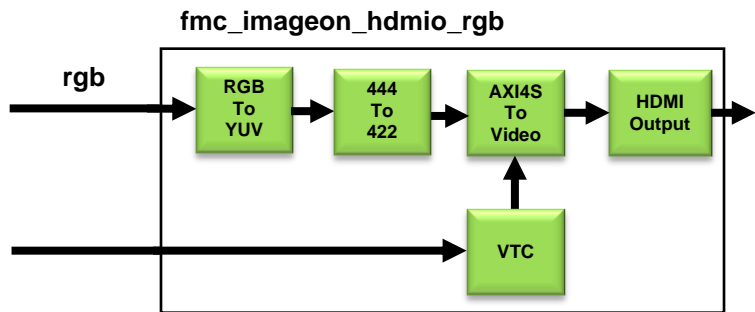 fmc_imageon_hdmio_rgb
rgb
RGB
To
YUV
444
To
422
AXI4S
To
Video
HDMI
Output
VTC